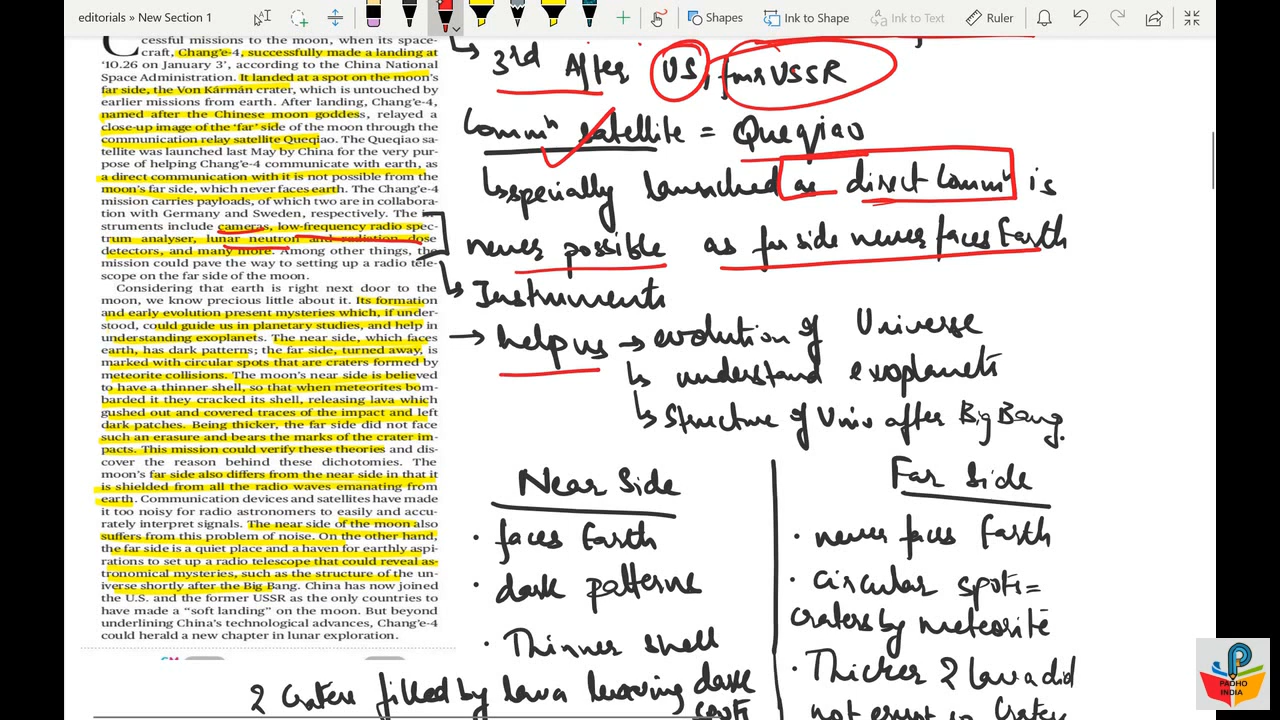 editorials » New Section 1
Shapes
Ink to Shape
Ink to Text
Ruler
cessful missions to the moon, when its space-
craft, Chang'e-4, successfully made a landing at
'10.26 on January 3', according to the China National
Space Administration. It landed at a spot on the moon's
far side, the Von Kármán crater, which is untouched by
earlier missions from earth. After landing, Chang'e-4,
named after the Chinese moon goddess, relayed a
close-up image of the 'far' side of the moon through the
communication relay satellite Queqiao. The Queqiao sa-
tellite was launched last May by China for the very pur-
pose of helping Chang'e-4 communicate with earth, as
a direct communication with it is not possible from the
moon's far side, which never faces earth. The Chang'e-4
mission carries payloads, of which two are in collabora-
tion with Germany and Sweden, respectively. The in-
struments include cameras, low-frequency radio spec-
trum analyser, lunar neutron and radiation dose
detectors, and many more. Among other things, the
mission could pave the way to setting up a radio tele-
scope on the far side of the moon.
Considering that earth is right next door to the
moon, we know precious little about it. Its formation
and early evolution present mysteries which, if under-
stood, could guide us in planetary studies, and help in
understanding exoplanets. The near side, which faces
earth, has dark patterns; the far side, turned away, is
marked with circular spots that are craters formed by
meteorite collisions. The moon's near side is believed
to have a thinner shell, so that when meteorites bom-
barded it they cracked its shell, releasing lava which
gushed out and covered traces of the impact and left
dark patches. Being thicker, the far side did not face
such an erasure and bears the marks of the crater im-
pacts. This mission could verify these theories and dis-
cover the reason behind these dichotomies. The
moon's far side also differs from the near side in that it
is shielded from all the radio waves emanating from
earth. Communication devices and satellites have made
it too noisy for radio astronomers to easily and accu-
rately interpret signals. The near side of the moon also
suffers from this problem of noise. On the other hand,
the far side is a quiet place and a haven for earthly aspi-
rations to set up a radio telescope that could reveal as-
tronomical mysteries, such as the structure of the un-
iverse shortly after the Big Bang. China has now joined
the U.S. and the former USSR as the only countries to
have made a "soft landing" on the moon. But beyond
underlining China's technological advances, Chang'e-4
could herald a new chapter in lunar exploration.
3rd After US, fmr USSR
Commn satellite = Queqiao
specially launched as direct Commn is
never possible as far side never faces Earth
Instruments
→ help us → evolution of Universe
understand exoplanets
Structure of Univ after Big Bang.
Near Side
· faces Earth
· dark patterns
· Thinner shell
2 Craters filled by lava leaving dark
spots
Far Side
· never faces Earth
· circular spots =
craters by meteorite
· Thicker 2 lava did
not erupt so Craters
PADHO
INDIA